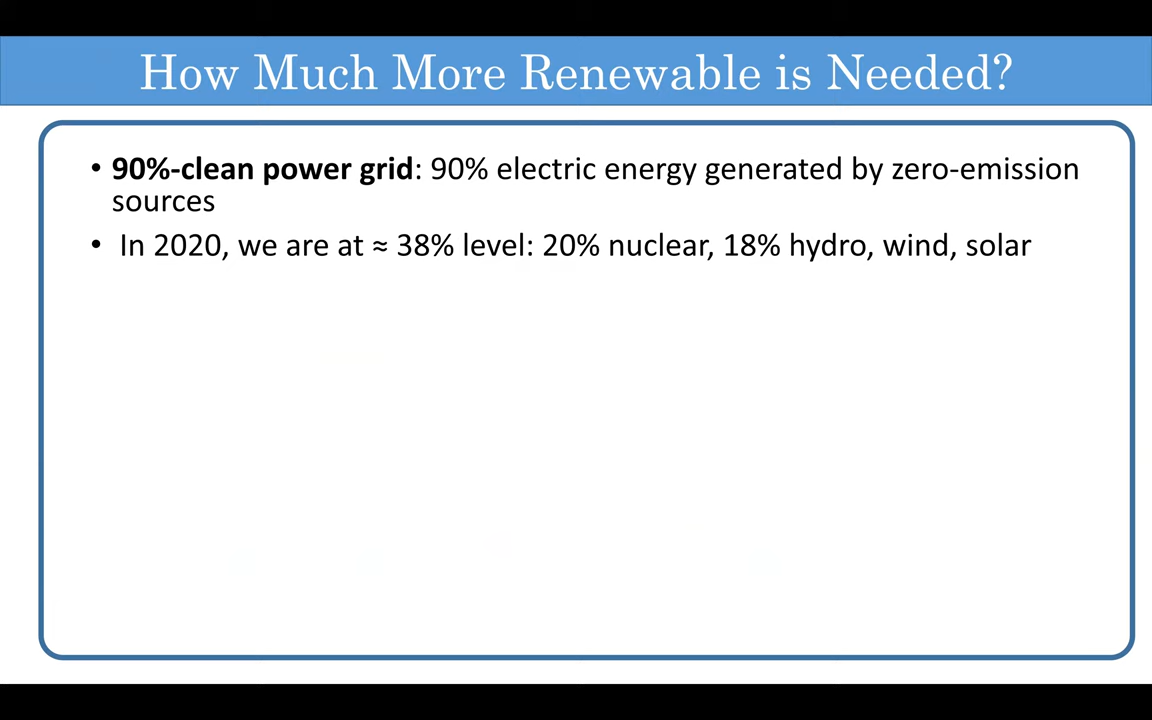 How Much More Renewable is Needed?
• 90%-clean power grid: 90% electric energy generated by zero-emission
sources
• In 2020, we are at ≈ 38% level: 20% nuclear, 18% hydro, wind, solar